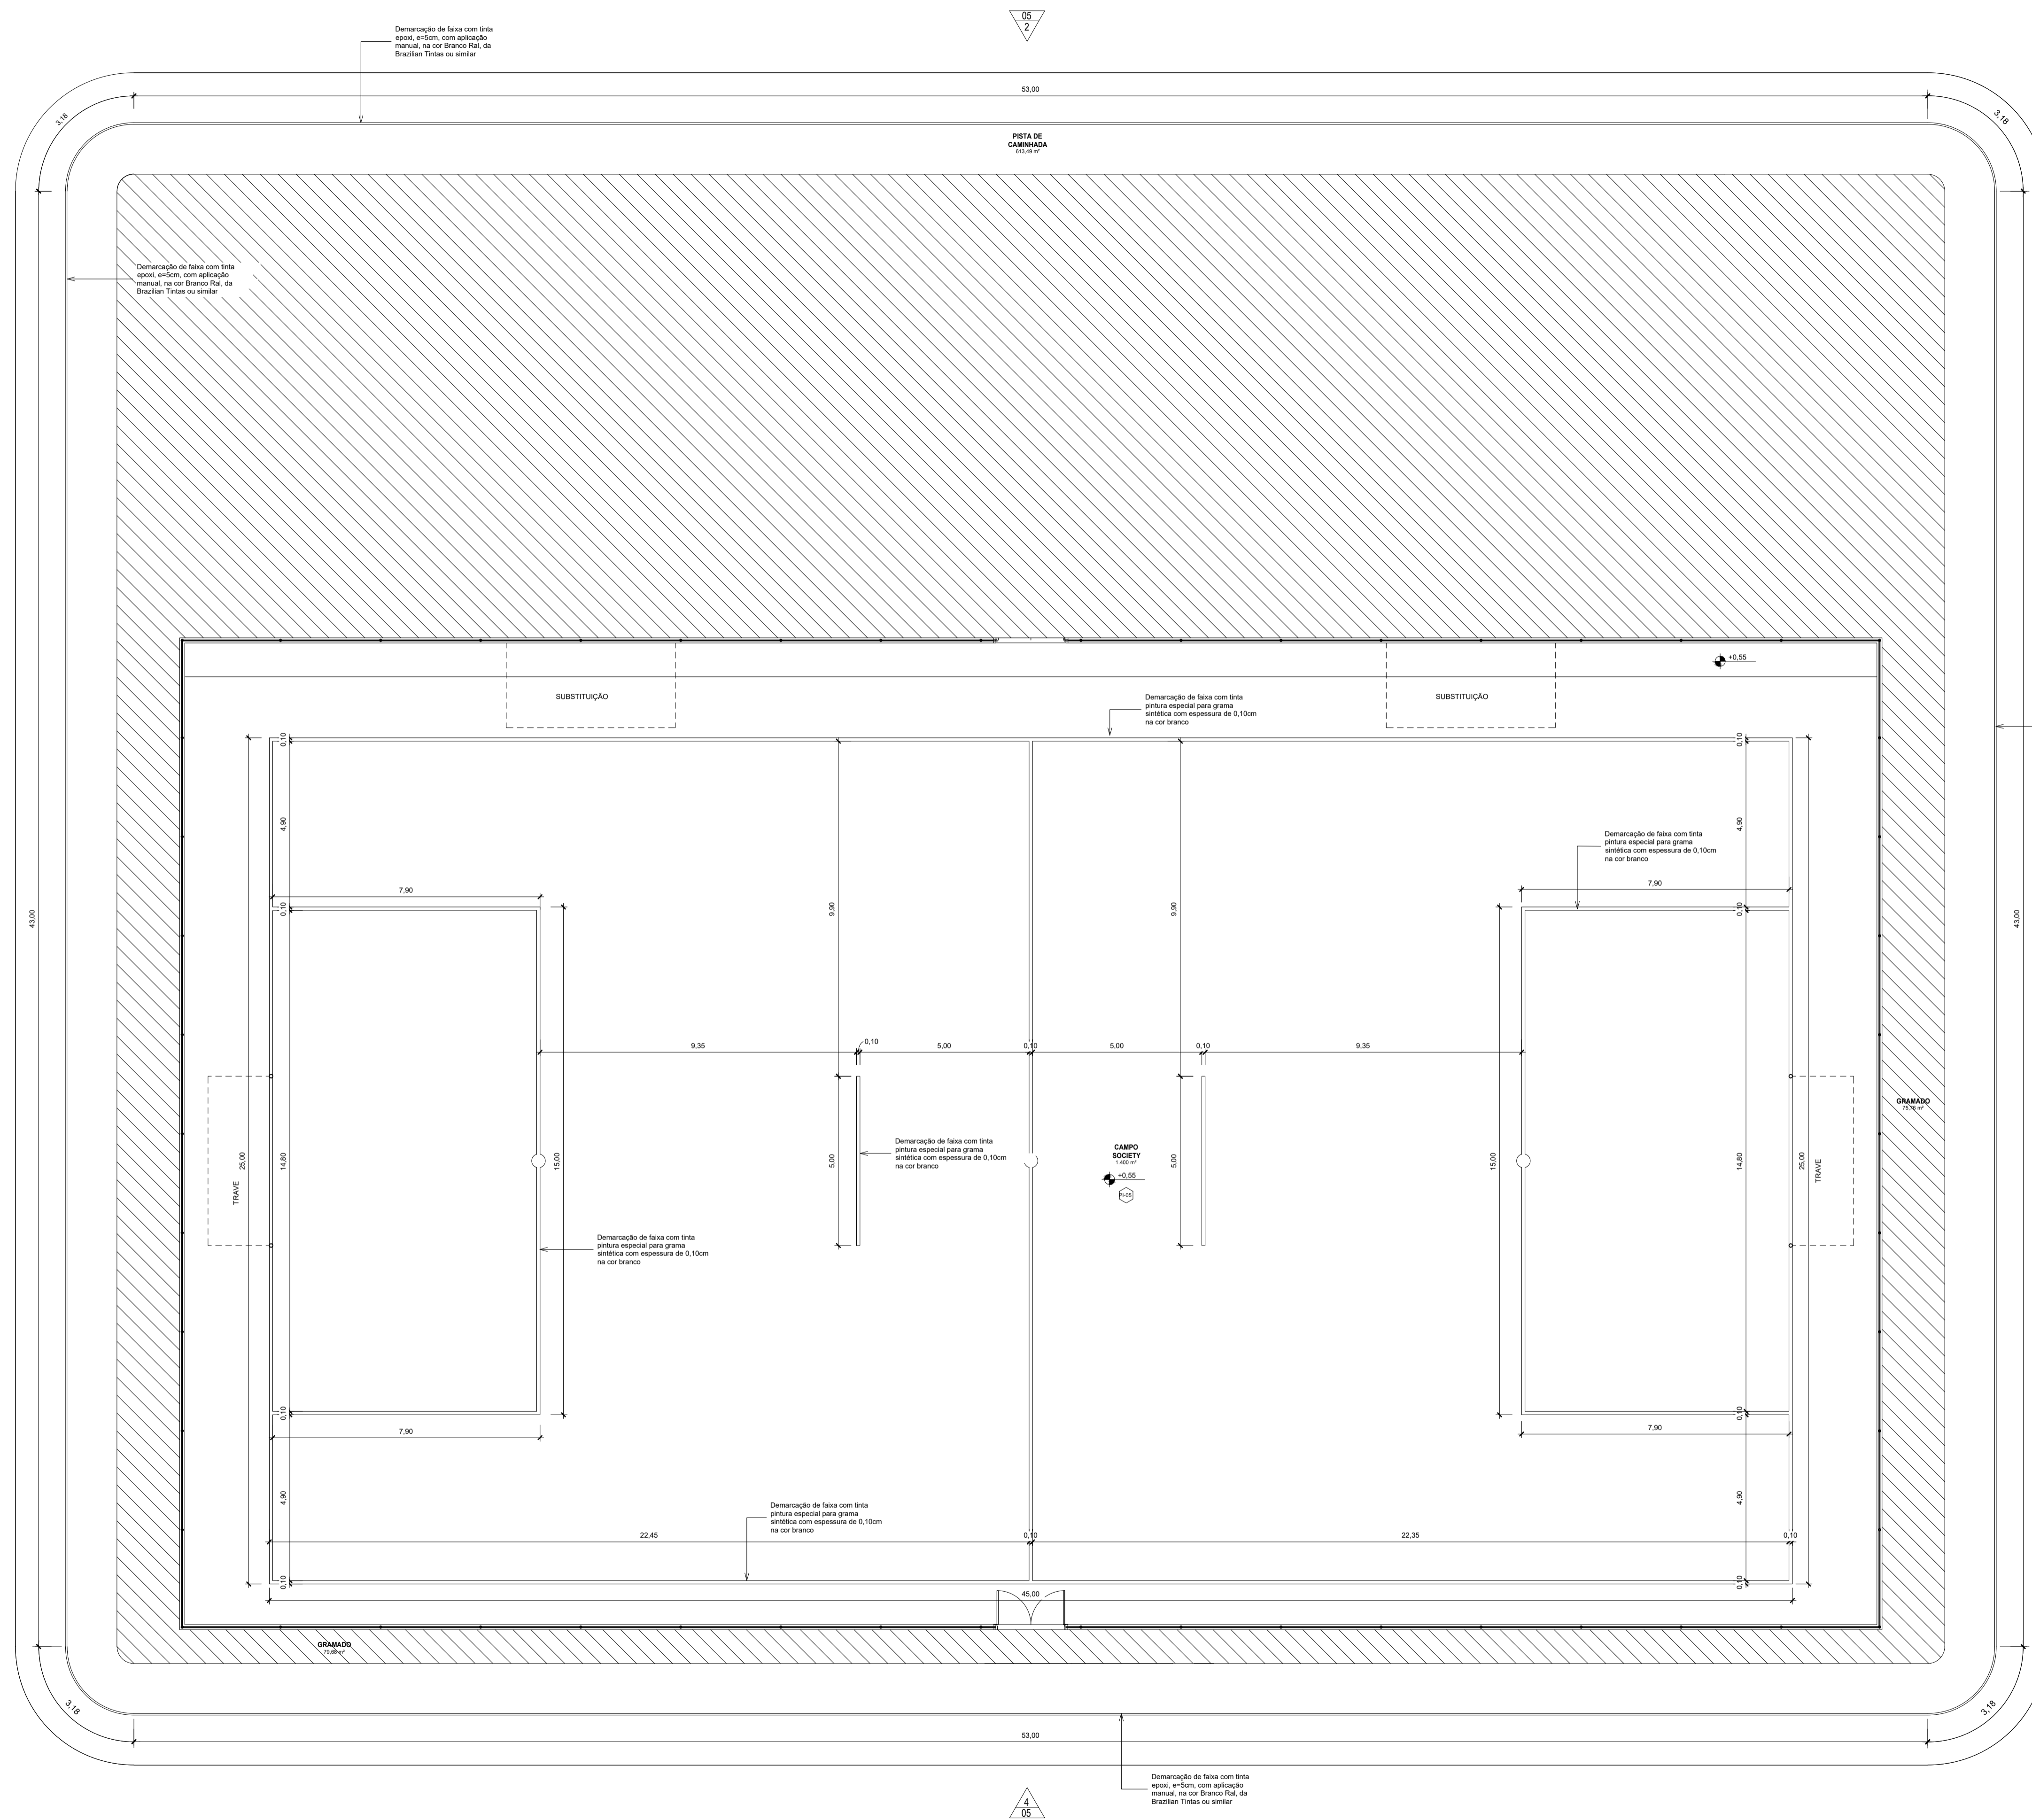 05
2
Demarcação de faixa com tinta
epoxi, e=5cm, com aplicação
manual, na cor Branco Ral, da
Brazilian Tintas ou similar
53,00
3,18
3,18
PISTA DE
CAMINHADA
613,49 m²
Demarcação de faixa com tinta
epoxi, e=5cm, com aplicação
manual, na cor Branco Ral, da
Brazilian Tintas ou similar
+0,55
SUBSTITUIÇÃO
SUBSTITUIÇÃO
Demarcação de faixa com tinta
pintura especial para grama
sintética com espessura de 0,10cm
na cor branco
0,10
0,10
4,90
4,90
Demarcação de faixa com tinta
pintura especial para grama
sintética com espessura de 0,10cm
na cor branco
7,90
7,90
0,10
9,90
9,90
0,10
43,00
43,00
9,35
0,10
5,00
0,10
5,00
0,10
9,35
GRAMADO
Demarcação de faixa com tinta
pintura especial para grama
sintética com espessura de 0,10cm
na cor branco
CAMPO
SOCIETY
1.400 m²
+0,55
PI-05
TRAVE
25,00
14,80
15,00
5,00
5,00
15,00
14,80
25,00
TRAVE
Demarcação de faixa com tinta
pintura especial para grama
sintética com espessura de 0,10cm
na cor branco
0,10
0,10
7,90
7,90
4,90
4,90
Demarcação de faixa com tinta
pintura especial para grama
sintética com espessura de 0,10cm
na cor branco
22,45
0,10
22,35
0,10
0,10
0,10
45,00
GRAMADO
79,68 m²
3,18
3,18
53,00
Demarcação de faixa com tinta
epoxi, e=5cm, com aplicação
manual, na cor Branco Ral, da
Brazilian Tintas ou similar
4
05